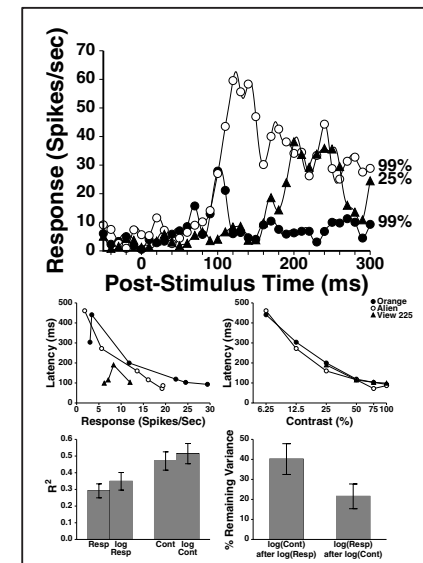 Response (Spikes/sec)
70
60
50
40
30
20
10
0
99%
25%
99%
0
100
200
300
Post-Stimulus Time (ms)
Latency (ms)
500
400
300
200
100
0
0 5 10 15 20 25 30
Response (Spikes/Sec)
Latency (ms)
500
400
300
200
100
0
Orange
Alien
View 225
6.25 12.5 25 50 75 100
Contrast (%)
R2
0.6
0.5
0.4
0.3
0.2
0.1
0.0
Resp log Resp Cont log Cont
% Remaining Variance
50
40
30
20
10
0
log(Cont) log(Resp)
after log(Resp) after log(Cont)